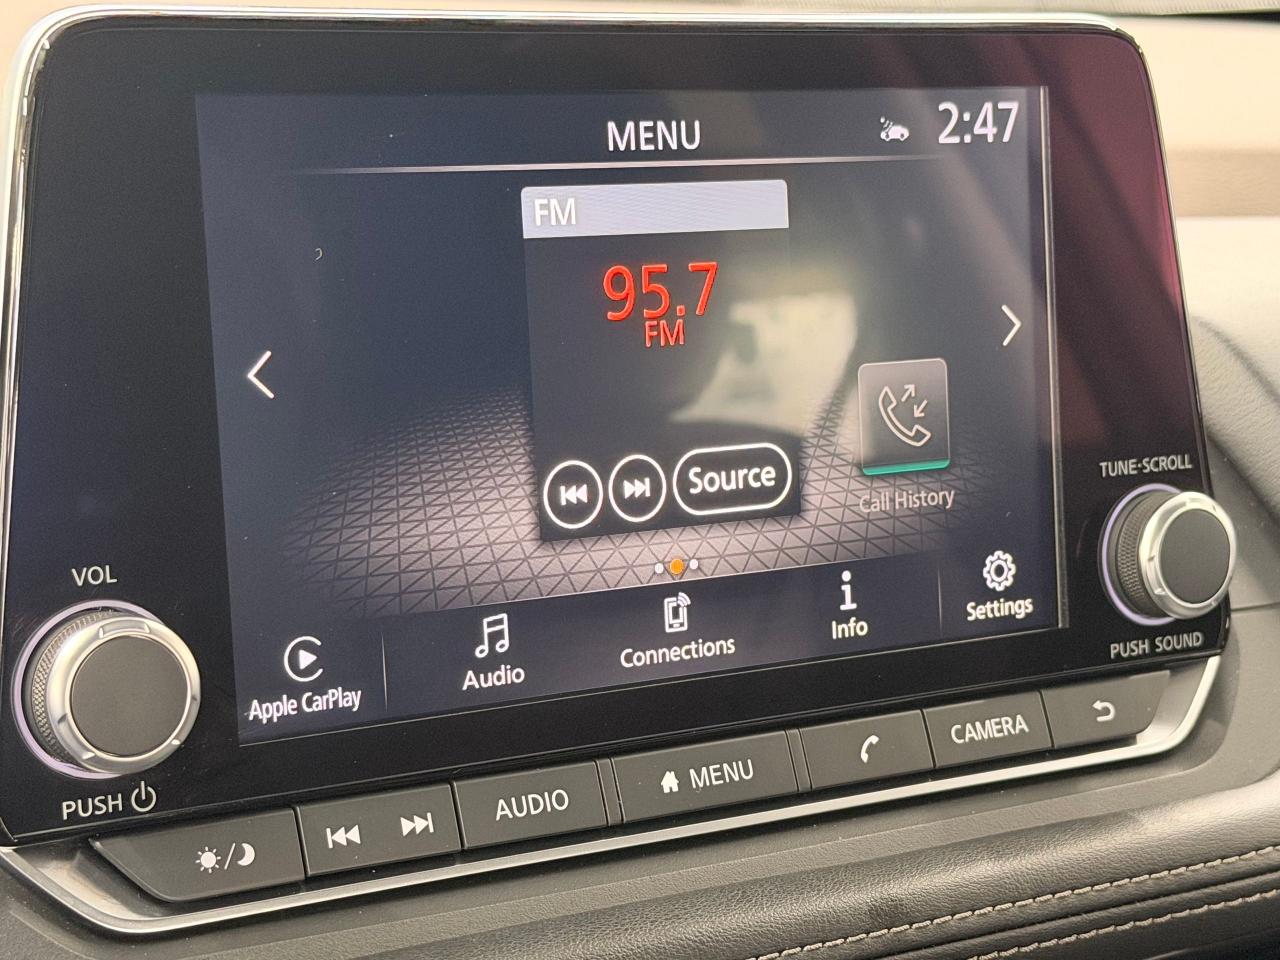 MENU
2:47
FM
95.7
FM
Source
Call History
TUNE·SCROLL
VOL
Apple CarPlay
Audio
Connections
Info
Settings
PUSH SOUND
PUSH
AUDIO
MENU
CAMERA